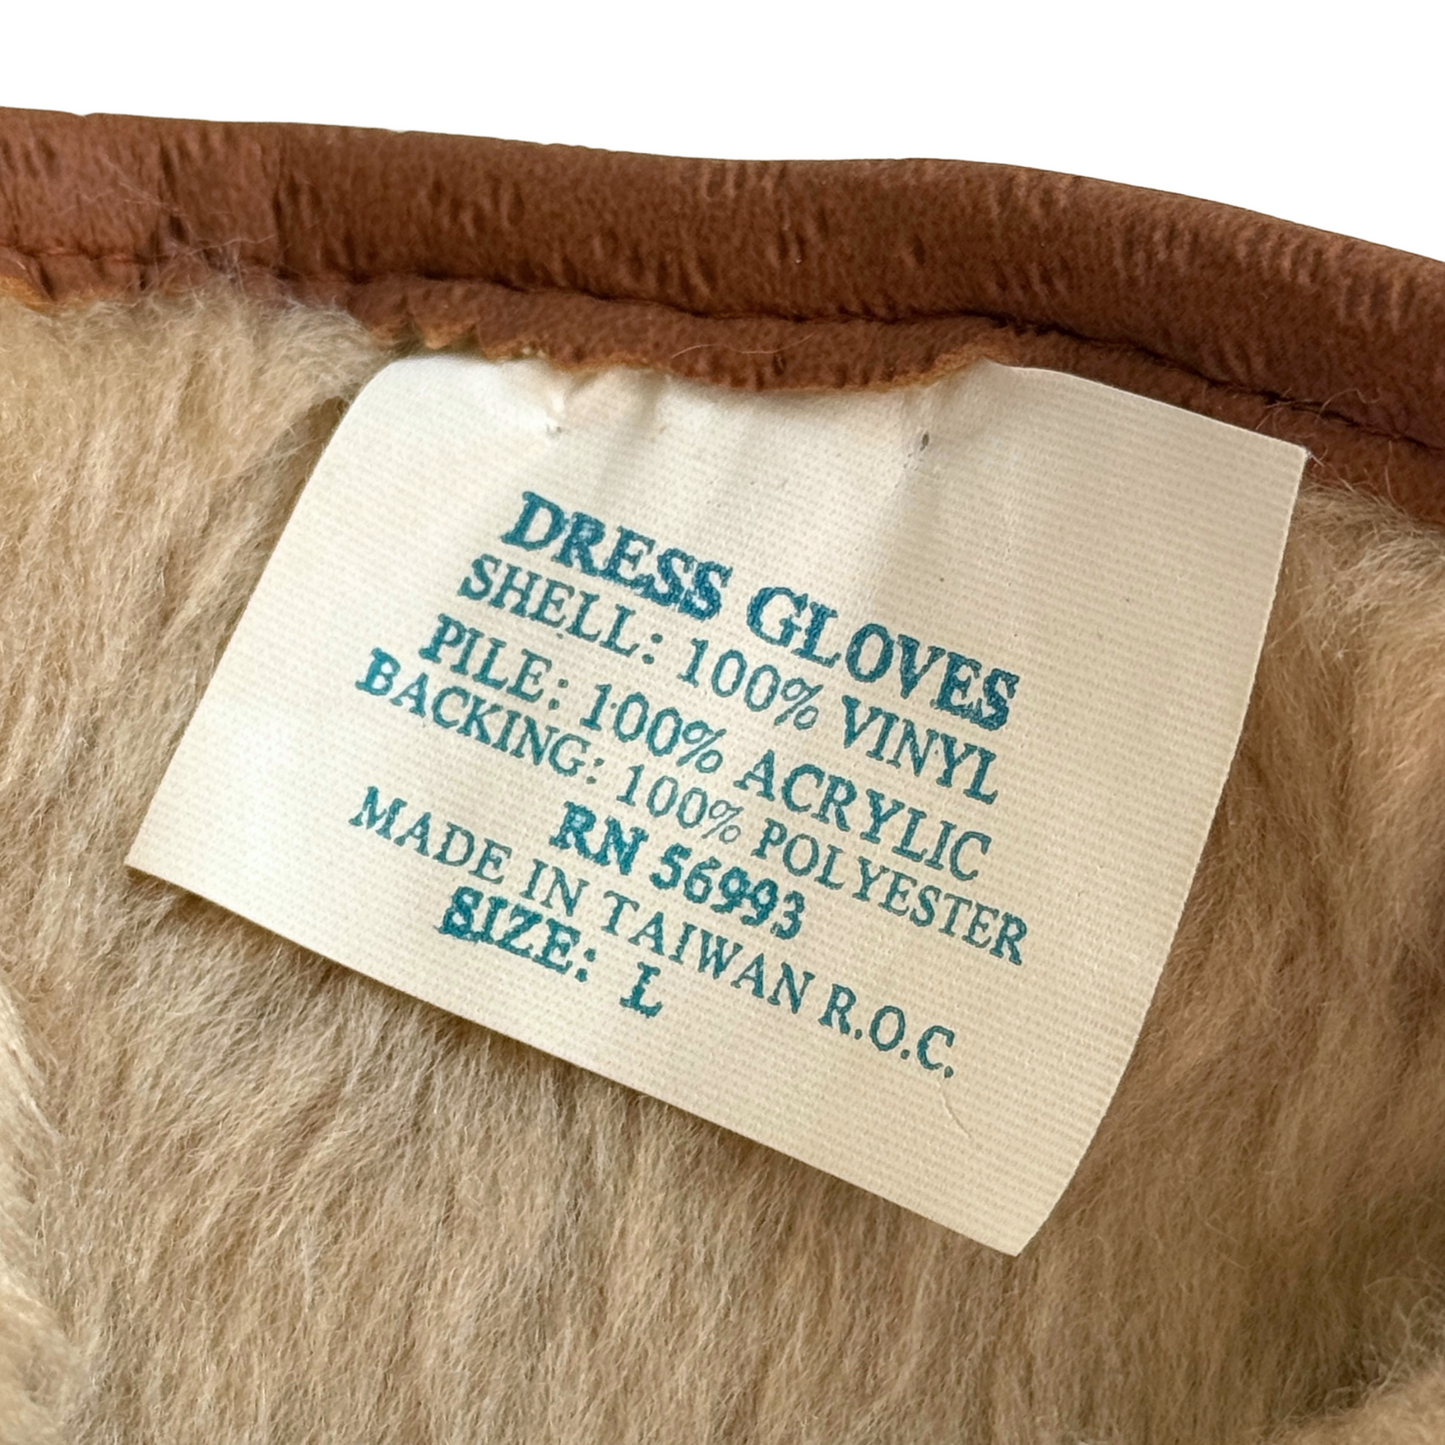 DRESS GLOVES
SHELL: 100% VINYL
PILE: 100% ACRYLIC
BACKING: 100% POLYESTER
RN 56993
MADE IN TAIWAN R.O.C.
SIZE: L